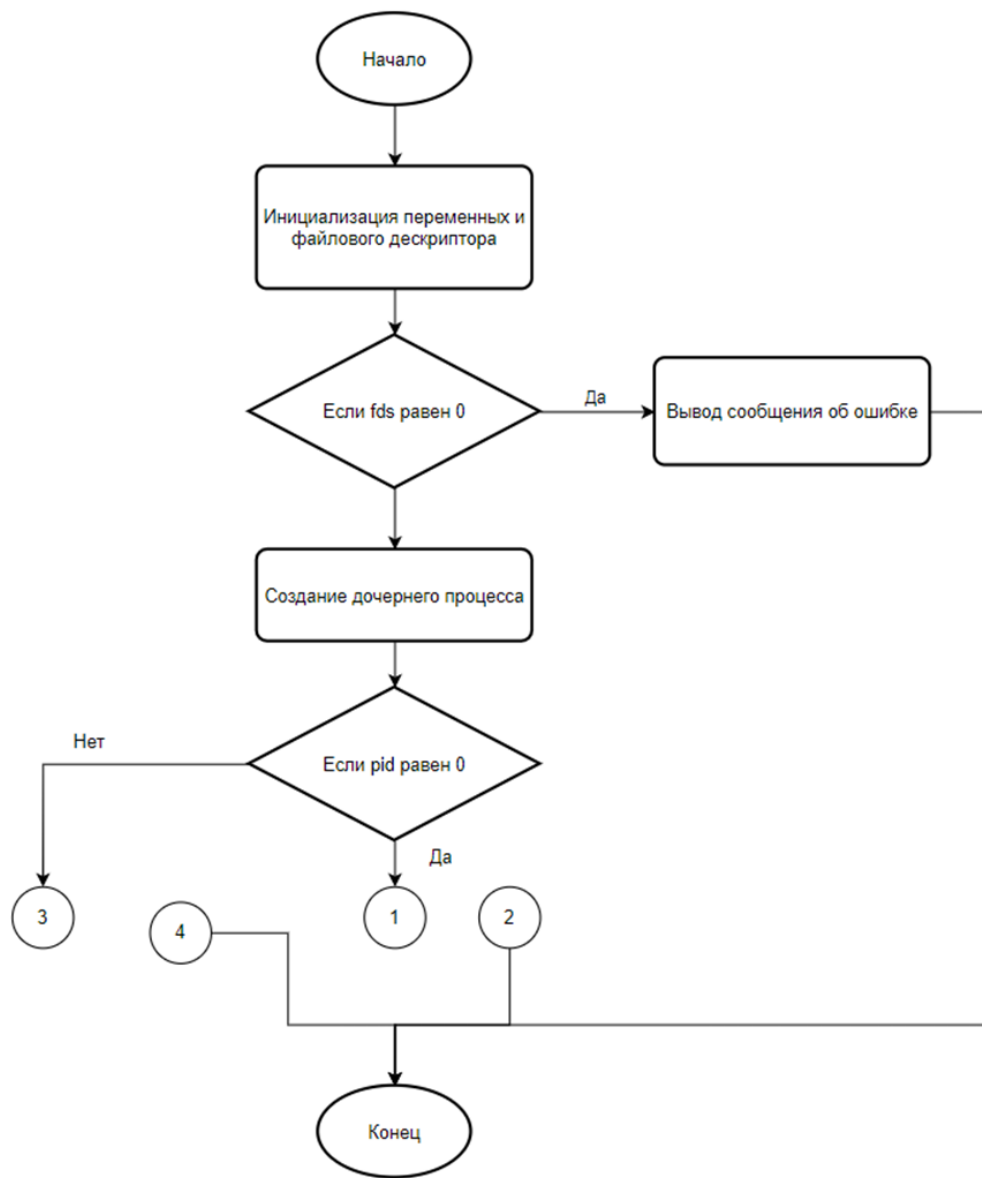 Начало
Инициализация переменных и
файлового дескриптора
Если fds равен 0
Да
Вывод сообщения об ошибке
Создание дочернего процесса
Нет
Если pid равен 0
Да
3
4
1
2
Конец